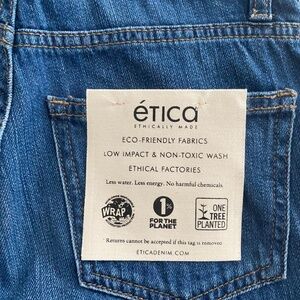 ética
ETHICALLY MADE
ECO-FRIENDLY FABRICS
LOW IMPACT & NON-TOXIC WASH
ETHICAL FACTORIES
Less water. Less energy. No harmful chemicals.
WRAP
1%
FOR THE
PLANET
ONE
TREE
PLANTED
Returns cannot be accepted if this tag is removed
ETICADENIM.COM